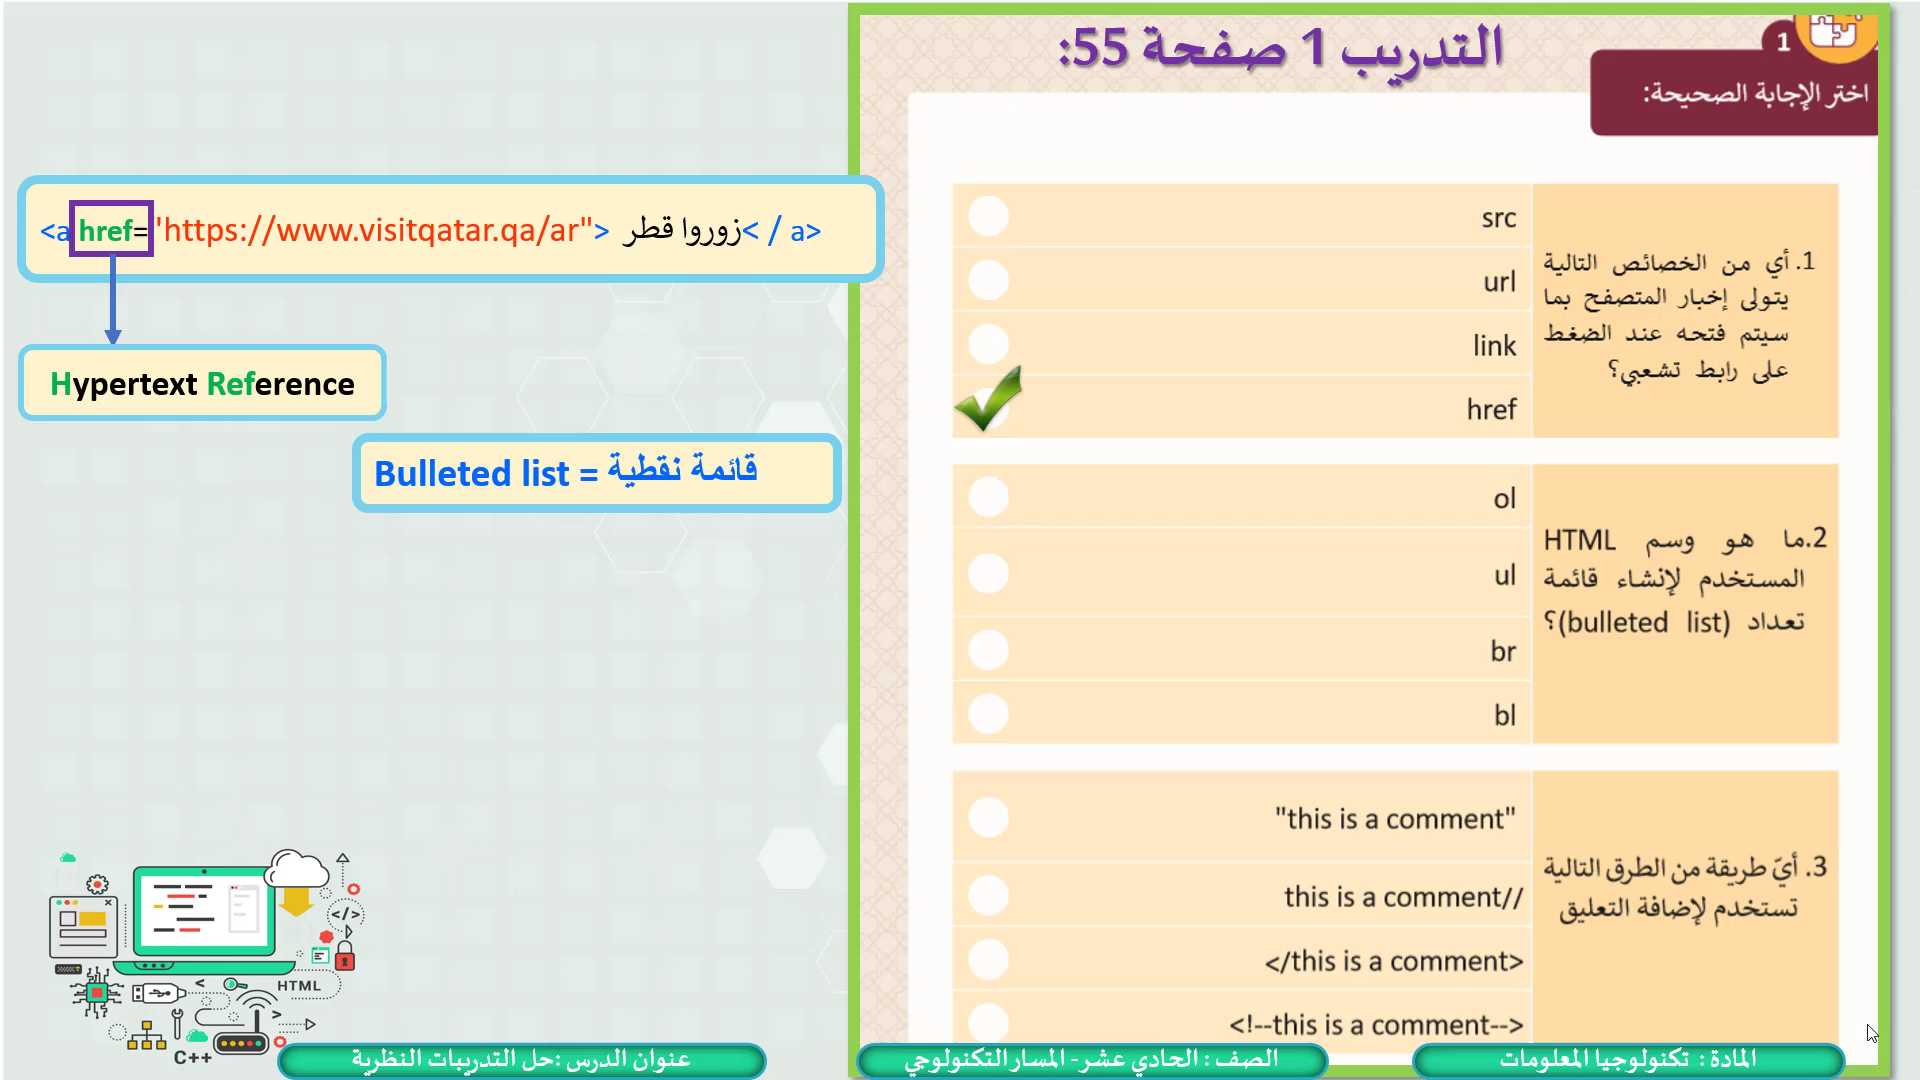 التدريب 1 صفحة 55:
1
اختر الإجابة الصحيحة:
<a href="https://www.visitqatar.qa/ar"> زوروا قطر < / a>
Hypertext Reference
Bulleted list = قائمة نقطية
1. أي من الخصائص التالية
يتولى إخبار المتصفح بما
سيتم فتحه عند الضغط
على رابط تشعبي؟
src
url
link
href
2.ما هو وسم HTML
المستخدم لإنشاء قائمة
تعداد (bulleted list)؟
ol
ul
br
bl
3. أيّ طريقة من الطرق التالية
تستخدم لإضافة التعليق
"this is a comment"
this is a comment//
</this is a comment>
<!--this is a comment-->
</>
HTML
C++
المادة : تكنولوجيا المعلومات
الصف : الحادي عشر- المسار التكنولوجي
عنوان الدرس :حل التدريبات النظرية